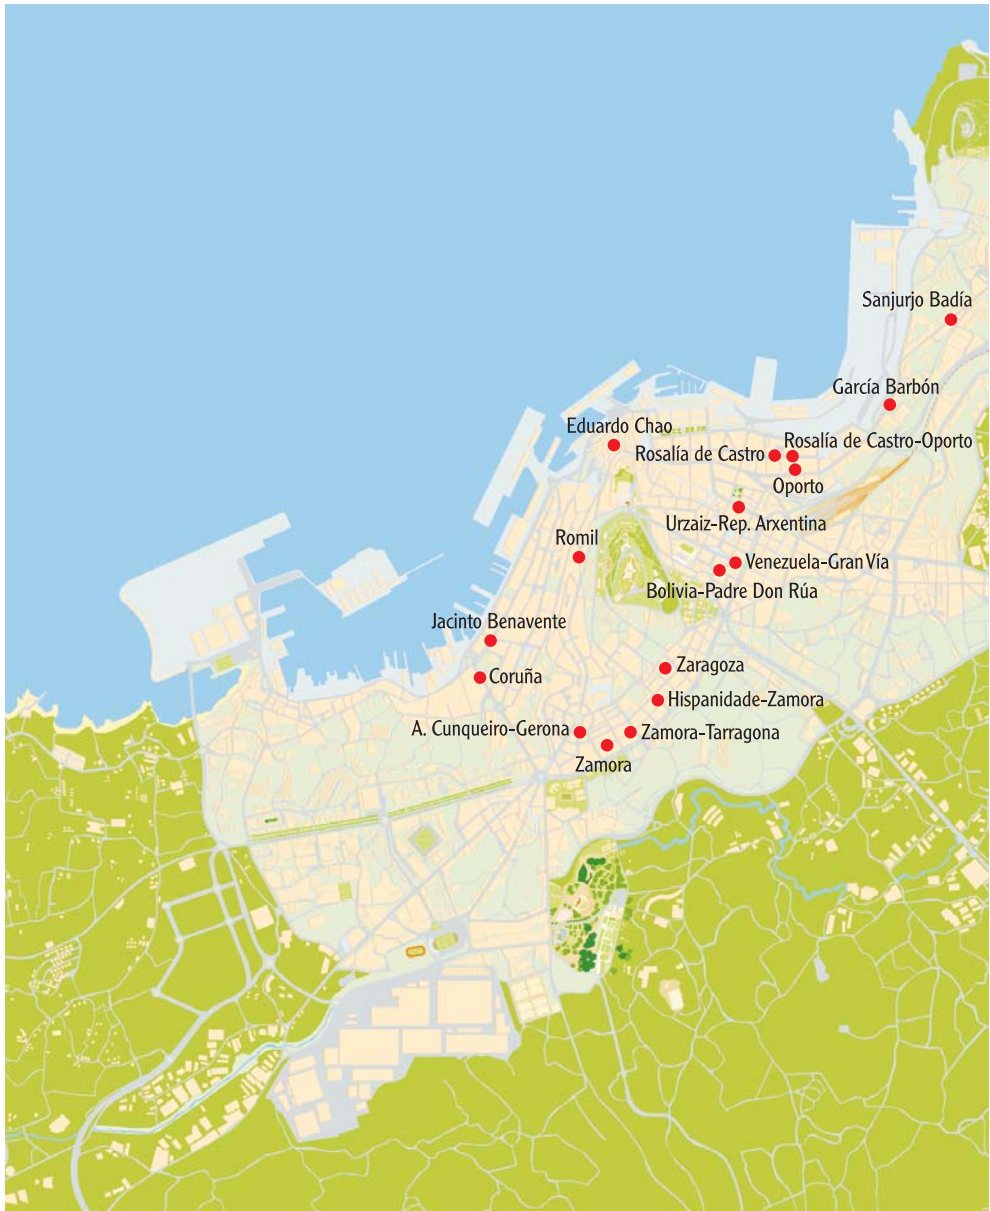 Sanjurjo Badía
García Barbón
Eduardo Chao
Rosalía de Castro
Rosalía de Castro-Oporto
Oporto
Urzaiz-Rep. Arxentina
Romil
Venezuela-Gran Vía
Bolivia-Padre Don Rúa
Jacinto Benavente
Zaragoza
Coruña
Hispanidade-Zamora
A. Cunqueiro-Gerona
Zamora-Tarragona
Zamora